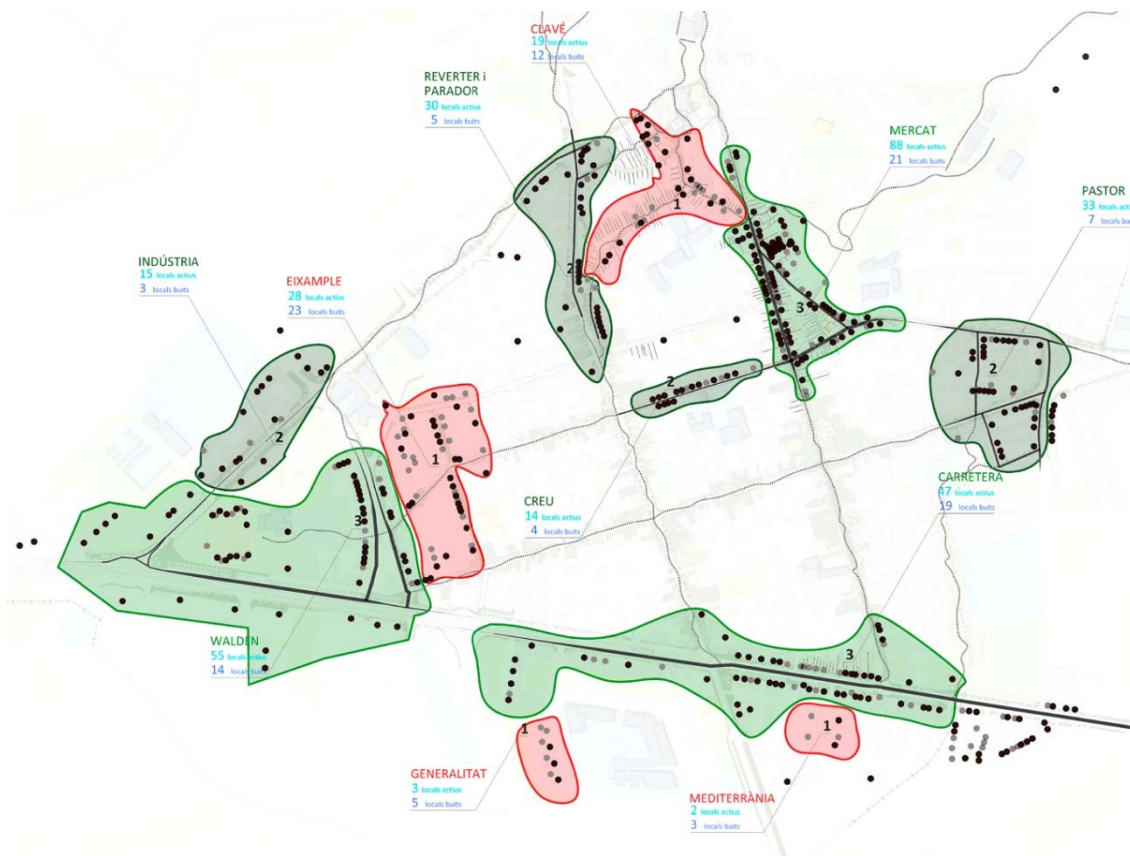 CLAVÉ
19 locals actius
12 locals buits
REVERTER i
PARADOR
30 locals actius
5 locals buits
MERCAT
88 locals actius
21 locals buits
PASTOR
33 locals actiu
7 locals bu
INDÚSTRIA
15 locals actius
3 locals buits
EIXAMPLE
28 locals actius
23 locals buits
1
2
3
2
2
2
1
3
CREU
14 locals actius
4 locals buits
CARRETERA
47 locals actius
19 locals buits
WALDEN
55 locals actius
14 locals buits
3
1
1
GENERALITAT
3 locals actius
5 locals buits
MEDITERRÀNIA
2 locals actius
3 locals buits